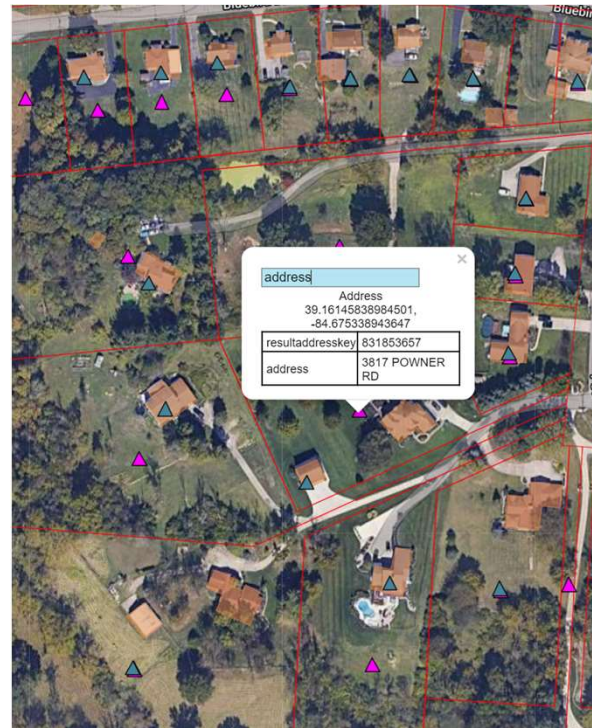 address
Address
39.16145838984501,
-84.675338943647
resultaddresskey 831853657
address 3817 POWNER
RD